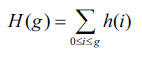 H(g) = ∑ h(i)
0≤i≤g